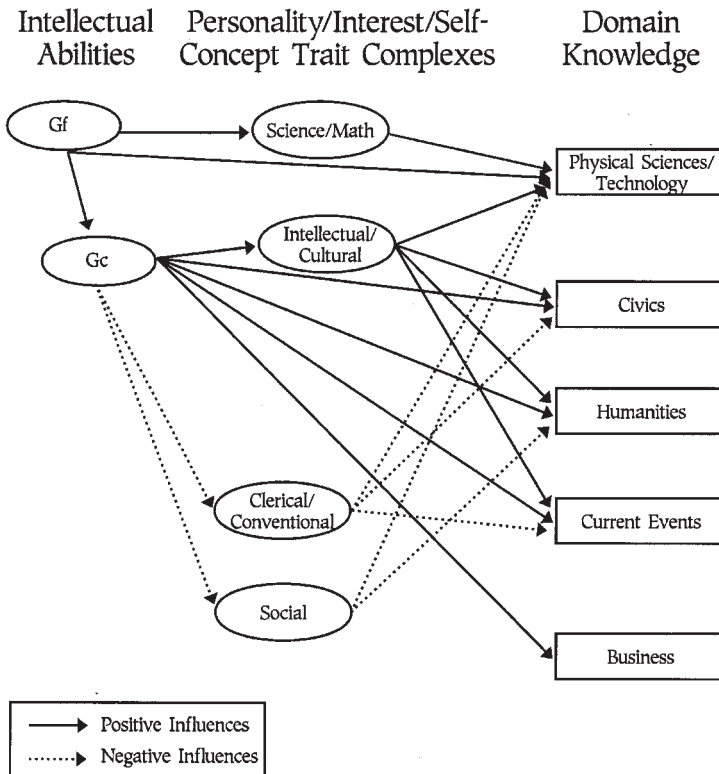 Intellectual
Abilities
Personality/Interest/Self-
Concept Trait Complexes
Domain
Knowledge
Gf
Science/Math
Physical Sciences/
Technology
Gc
Intellectual/
Cultural
Civics
Humanities
Clerical/
Conventional
Current Events
Social
Business
Positive Influences
Negative Influences